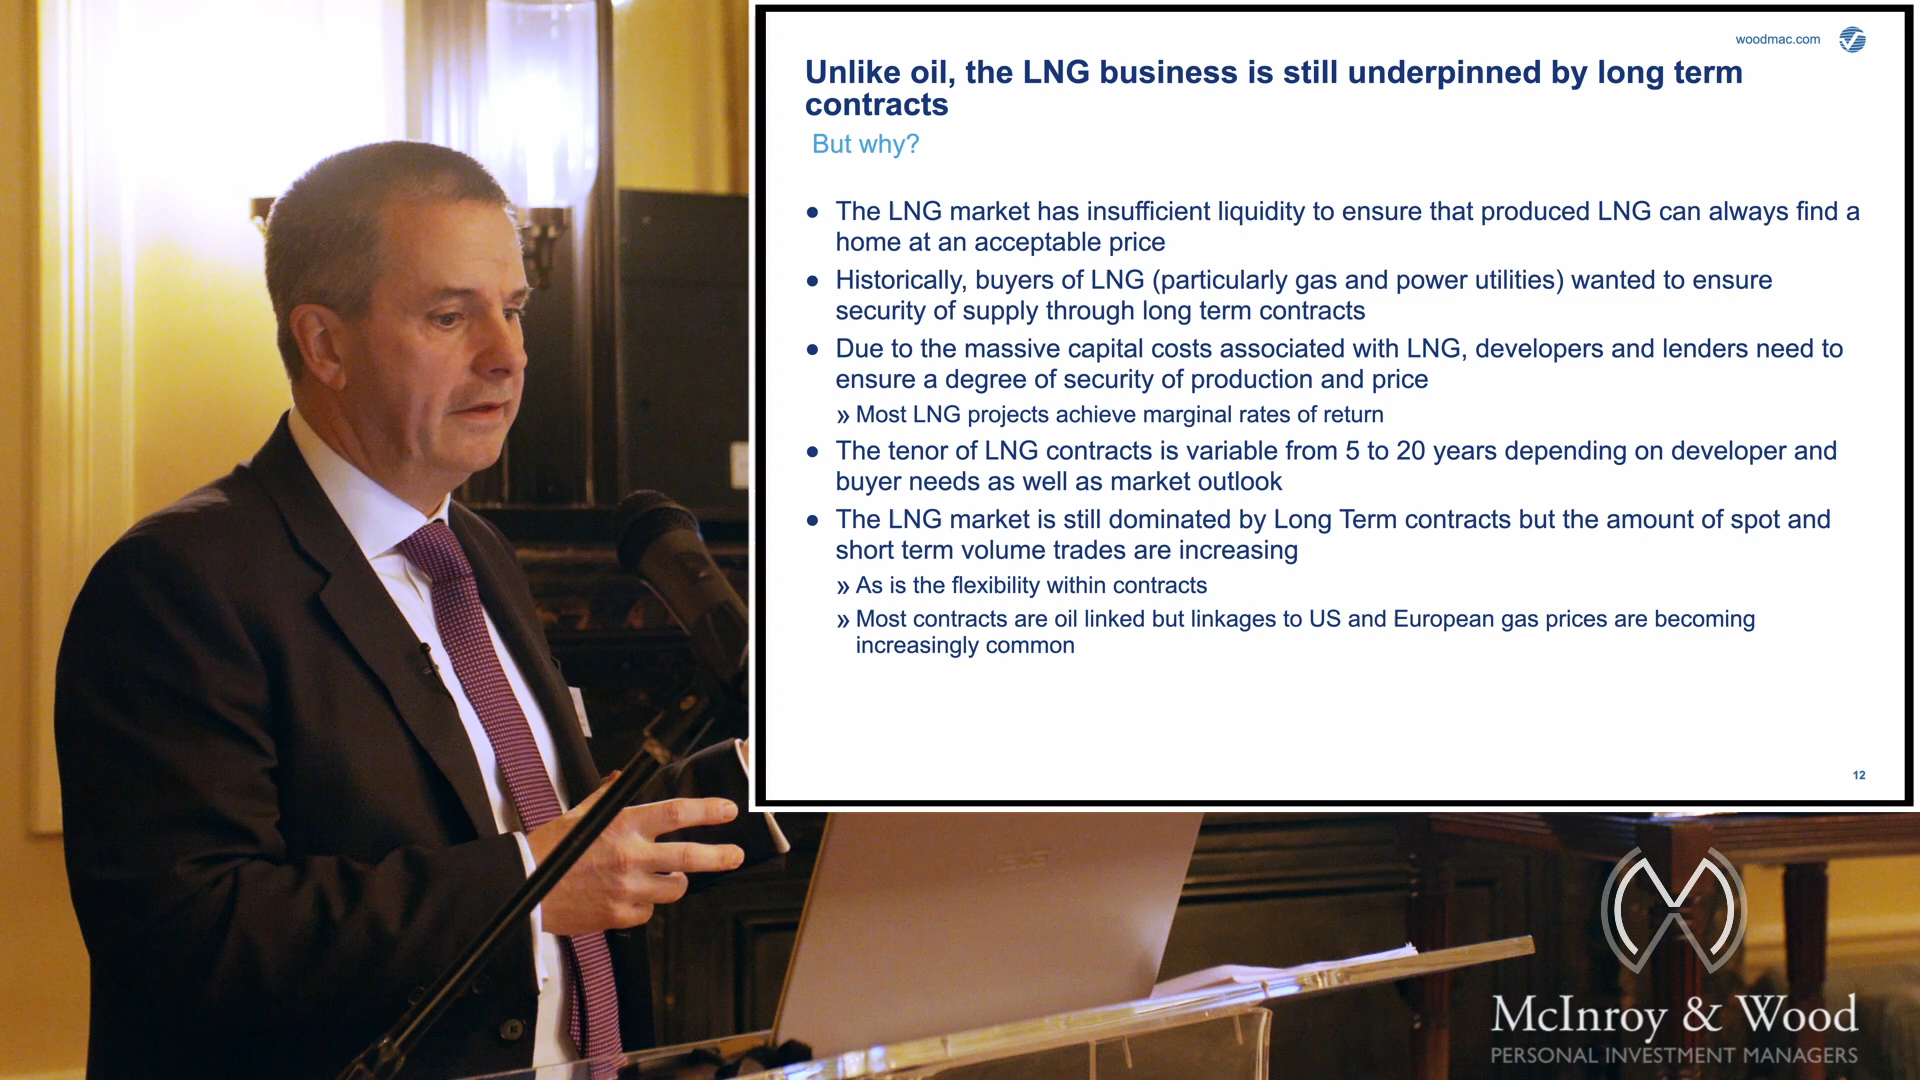 woodmac.com
Unlike oil, the LNG business is still underpinned by long term
contracts
But why?
● The LNG market has insufficient liquidity to ensure that produced LNG can always find a
home at an acceptable price
● Historically, buyers of LNG (particularly gas and power utilities) wanted to ensure
security of supply through long term contracts
● Due to the massive capital costs associated with LNG, developers and lenders need to
ensure a degree of security of production and price
» Most LNG projects achieve marginal rates of return
● The tenor of LNG contracts is variable from 5 to 20 years depending on developer and
buyer needs as well as market outlook
● The LNG market is still dominated by Long Term contracts but the amount of spot and
short term volume trades are increasing
» As is the flexibility within contracts
» Most contracts are oil linked but linkages to US and European gas prices are becoming
increasingly common
12
ASUS
McInroy & Wood
PERSONAL INVESTMENT MANAGERS